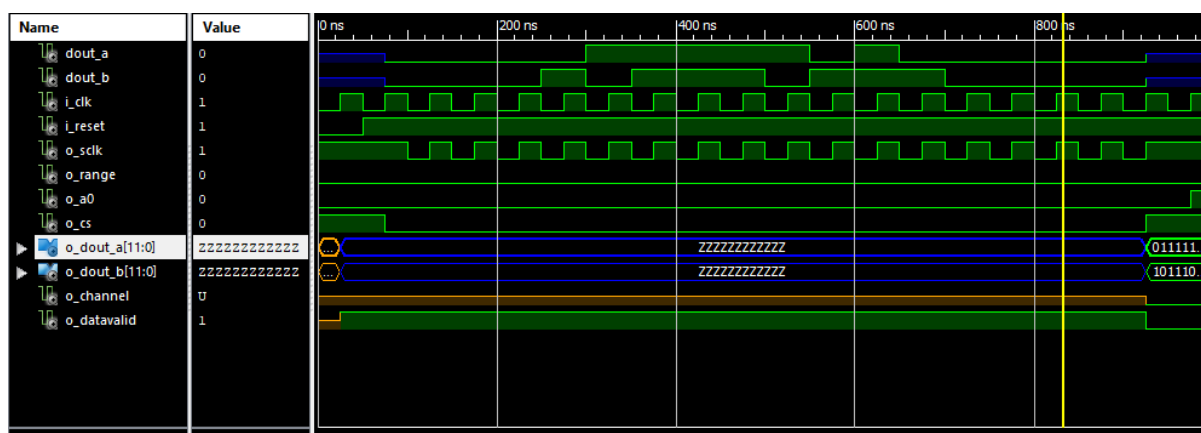 Name Value 0 ns 200 ns 400 ns 600 ns 800 ns
dout_a 0
dout_b 0
i_clk 1
i_reset 1
o_sclk 1
o_range 0
o_a0 0
o_cs 0
o_dout_a[11:0] ZZZZZZZZZZZZ ... ZZZZZZZZZZZZ 011111.
o_dout_b[11:0] ZZZZZZZZZZZZ ... ZZZZZZZZZZZZ 101110.
o_channel U
o_datavalid 1